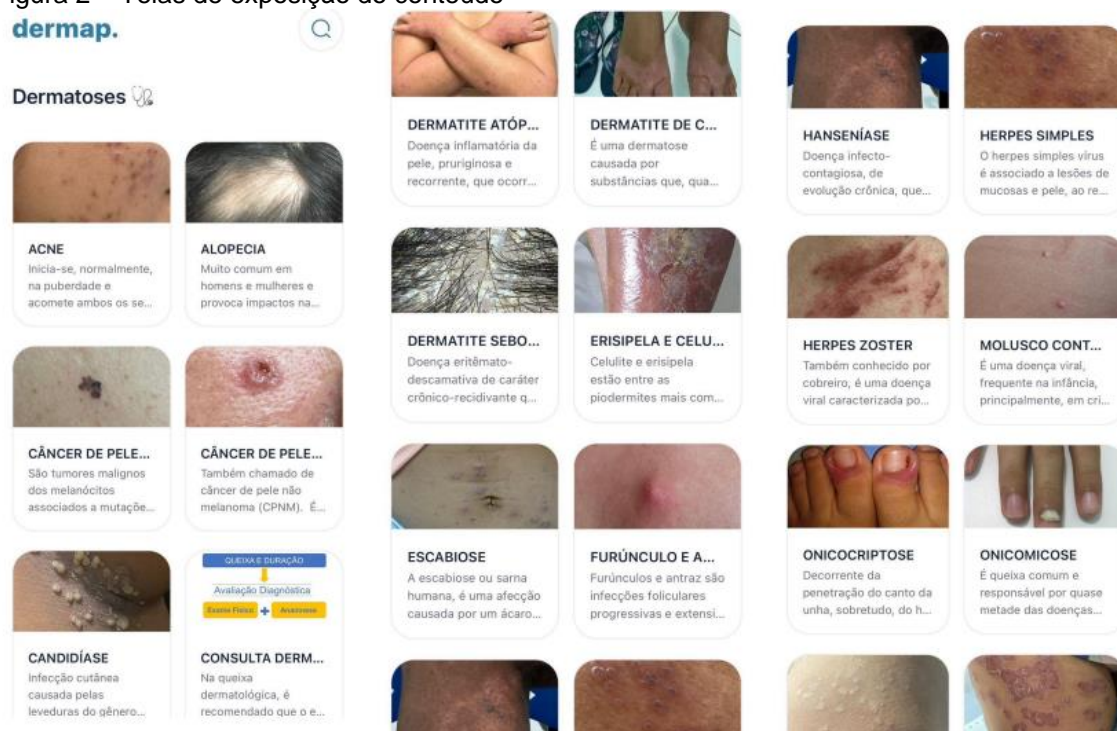 igura 2 – Telas de exposição de conteúdo
dermap.
Dermatoses
ACNE
Inicia-se, normalmente,
na puberdade e
acomete ambos os se...
ALOPECIA
Muito comum em
homens e mulheres e
provoca impactos na...
CÂNCER DE PELE...
São tumores malignos
dos melanócitos
associados a mutaçõe...
CÂNCER DE PELE...
Também chamado de
câncer de pele não
melanoma (CPNM). É...
CANDIDÍASE
Infecção cutânea
causada pelas
leveduras do gênero...
QUEIXA E DURAÇÃO
Avaliação Diagnóstica
Exame Físico + Anamnese
CONSULTA DERM...
Na queixa
dermatológica, é
recomendado que o e...
DERMATITE ATÓP...
Doença inflamatória da
pele, pruriginosa e
recorrente, que ocorr...
DERMATITE DE C...
É uma dermatose
causada por
substâncias que, qua...
DERMATITE SEBO...
Doença eritêmato-
descamativa de caráter
crônico-recidivante q...
ERISIPELA E CELU...
Celulite e erisipela
estão entre as
piodermites mais com...
ESCABIOSE
A escabiose ou sarna
humana, é uma afecção
causada por um ácaro...
FURÚNCULO E A...
Furúnculos e antraz são
infecções foliculares
progressivas e extensi...
HANSENÍASE
Doença infecto-
contagiosa, de
evolução crônica, que...
HERPES SIMPLES
O herpes simples vírus
é associado a lesões de
mucosas e pele, ao re...
HERPES ZOSTER
Também conhecido por
cobreiro, é uma doença
viral caracterizada po...
MOLUSCO CONT...
É uma doença viral,
frequente na infância,
principalmente, em cri...
ONICOCRIPTOSE
Decorrente da
penetração do canto da
unha, sobretudo, do h...
ONICOMICOSE
É queixa comum e
responsável por quase
metade das doenças...